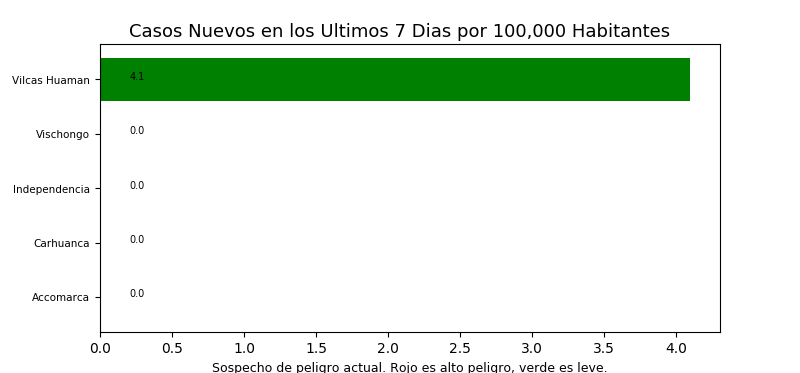 Casos Nuevos en los Ultimos 7 Dias por 100,000 Habitantes
Vilcas Huaman 4.1
Vischongo 0.0
Independencia 0.0
Carhuanca 0.0
Accomarca 0.0
0.0 0.5 1.0 1.5 2.0 2.5 3.0 3.5 4.0
Sospecho de peligro actual. Rojo es alto peligro, verde es leve.